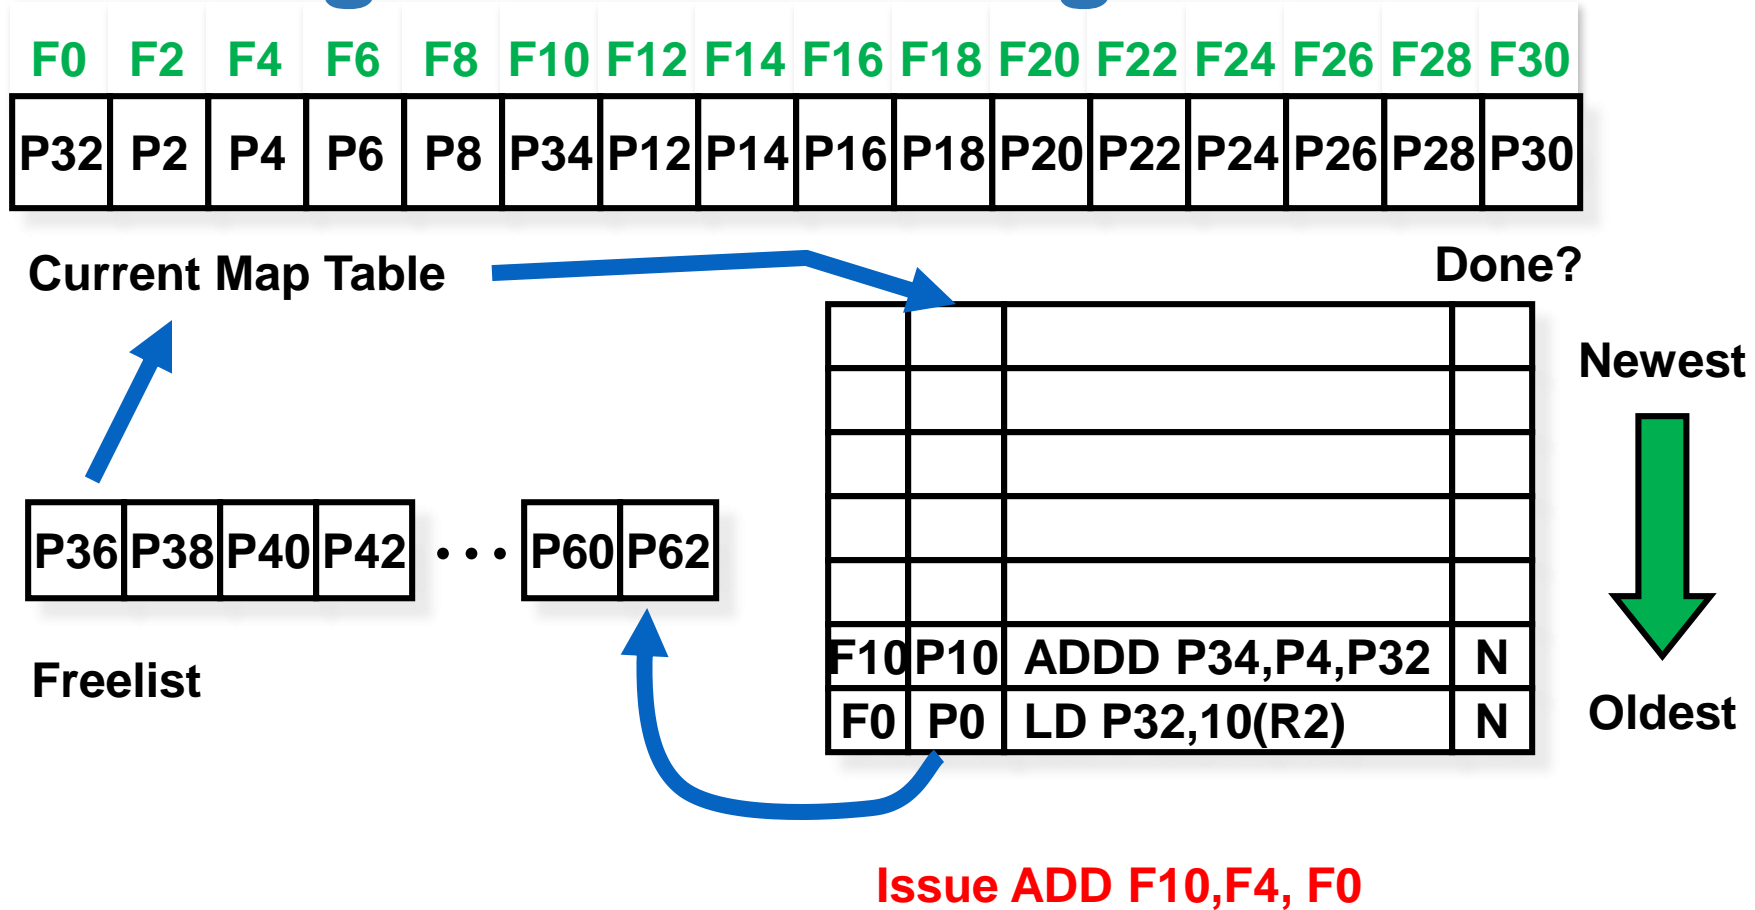 F0 F2 F4 F6 F8 F10 F12 F14 F16 F18 F20 F22 F24 F26 F28 F30
P32 P2 P4 P6 P8 P34 P12 P14 P16 P18 P20 P22 P24 P26 P28 P30
Current Map Table
Done?
Newest
P36 P38 P40 P42 ... P60 P62
Freelist
F10 P10 ADDD P34,P4,P32 N
F0 P0 LD P32,10(R2) N
Oldest
Issue ADD F10,F4, F0